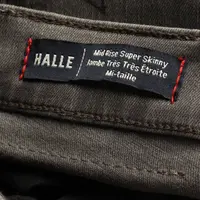 HALLE
Mid Rise Super Skinny
Jambe Très Très Étroite
Mi-taille